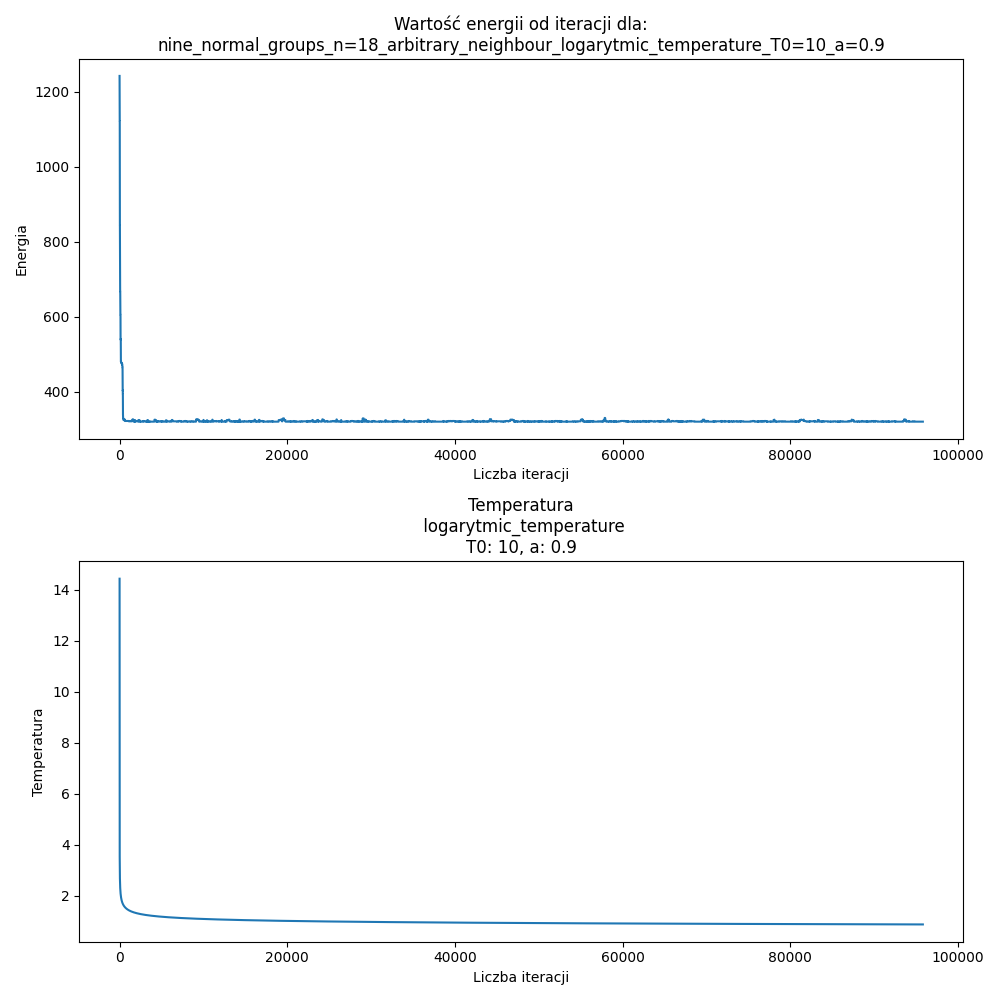 Wartość energii od iteracji dla:
nine_normal_groups_n=18_arbitrary_neighbour_logarytmic_temperature_T0=10_a=0.9
1200
1000
800
600
400
Energia
0 20000 40000 60000 80000 100000
Liczba iteracji
Temperatura
logarytmic_temperature
T0: 10, a: 0.9
14
12
10
8
6
4
2
Temperatura
0 20000 40000 60000 80000 100000
Liczba iteracji